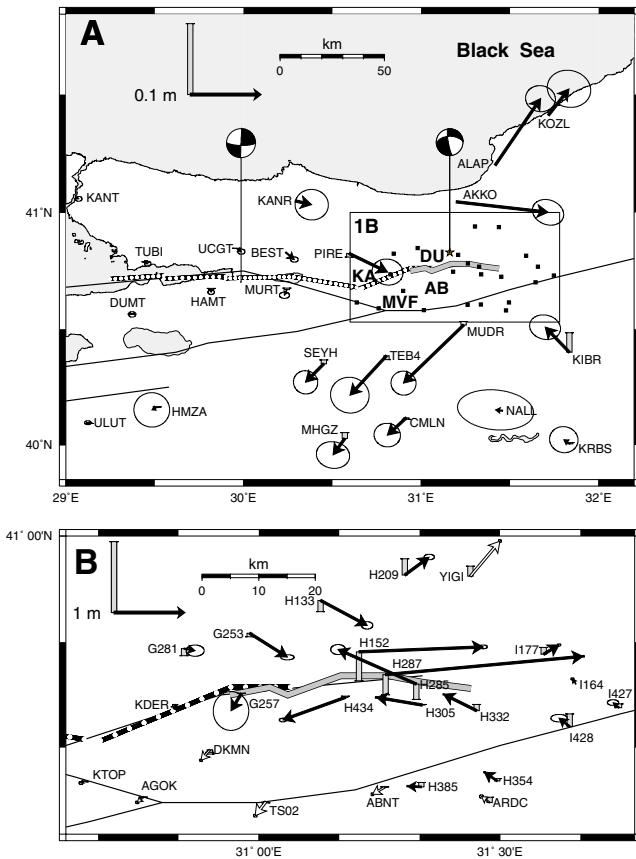 A
km
0
50
Black Sea
0.1 m
KOZL
ALAP
AKKO
KANT
KANR
41˚N
1B
TUBI
UCGT
BEST
PIRE
DU
KA
AB
MURT
HAMT
DUMT
MVF
MUDR
SEYH
TEB4
KIBR
HMZA
NALL
ULUT
CMLN
MHGZ
KRBS
40˚N
29˚E
30˚E
31˚E
32˚E
41˚ 00'N
B
km
0
10
20
H209
YIGI
1 m
H133
G253
G281
H152
I177
H287
H285
I164
I427
KDER
G257
H434
H305
H332
I428
DKMN
KTOP
AGOK
H354
H385
ABNT
ARDC
TS02
31˚ 00'E
31˚ 30'E